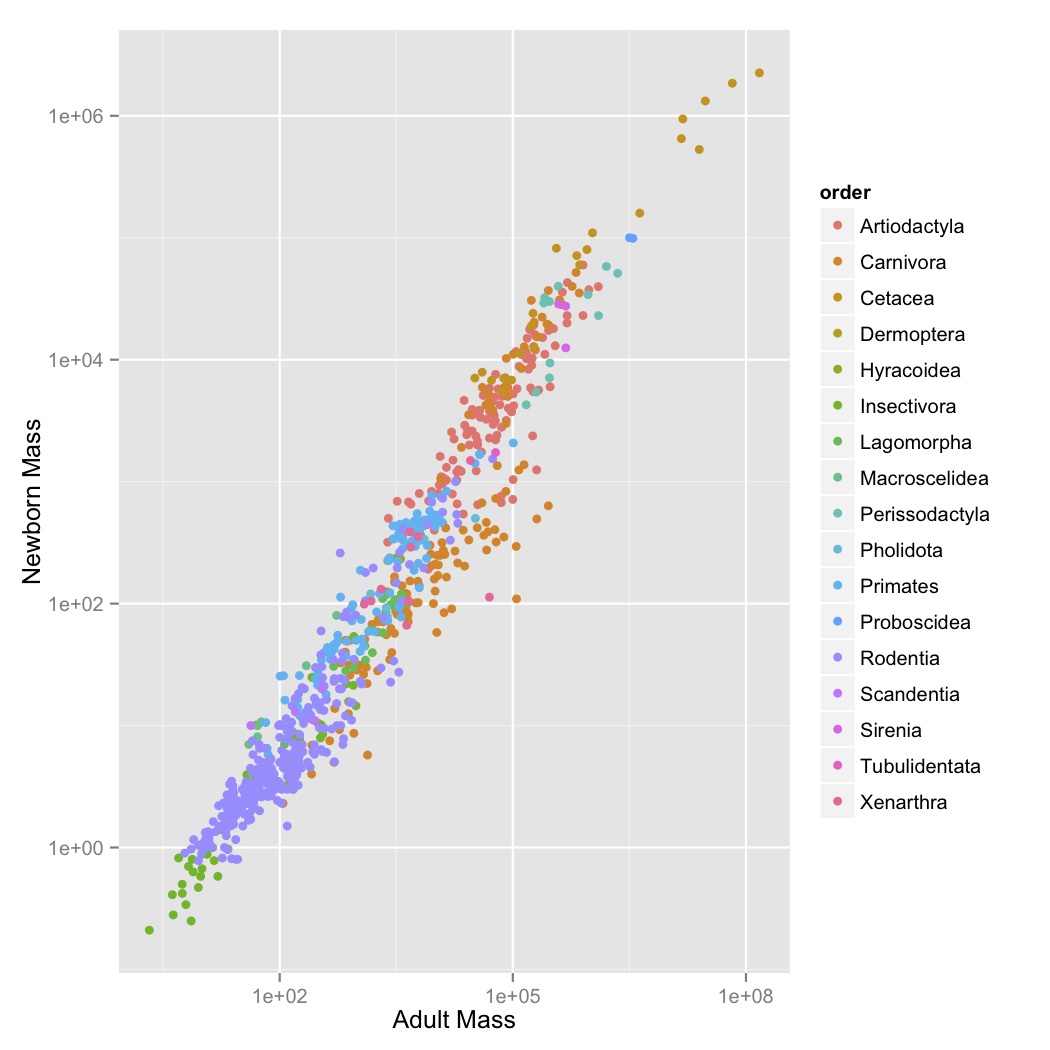 1e+06
1e+04
1e+02
1e+00
Newborn Mass
1e+02
1e+05
1e+08
Adult Mass
order
Artiodactyla
Carnivora
Cetacea
Dermoptera
Hyracoidea
Insectivora
Lagomorpha
Macroscelidea
Perissodactyla
Pholidota
Primates
Proboscidea
Rodentia
Scandentia
Sirenia
Tubulidentata
Xenarthra